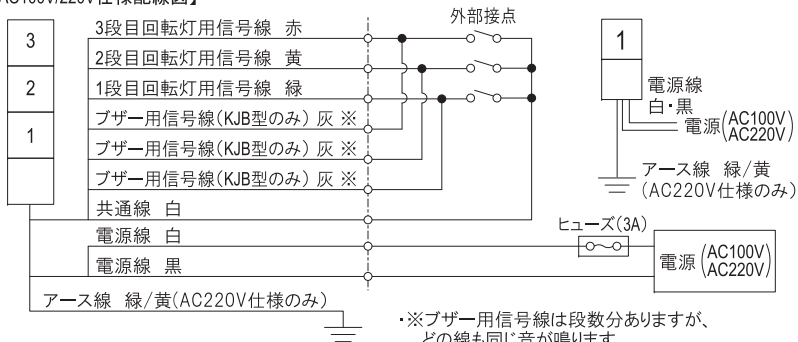 AC100V/220V仕様配線図】
3
2
1
3段目回転灯用信号線 赤
2段目回転灯用信号線 黄
1段目回転灯用信号線 緑
ブザー用信号線(KJB型のみ) 灰 ※
ブザー用信号線(KJB型のみ) 灰 ※
ブザー用信号線(KJB型のみ) 灰 ※
共通線 白
電源線 白
電源線 黒
アース線 緑/黄(AC220V仕様のみ)
外部接点
ヒューズ(3A)
電源(AC100V)
(AC220V)
1
電源線
白・黒
電源(AC100V)
(AC220V)
アース線 緑/黄
(AC220V仕様のみ)
・※ブザー用信号線は段数分ありますが、
どの線も同じ音が鳴ります